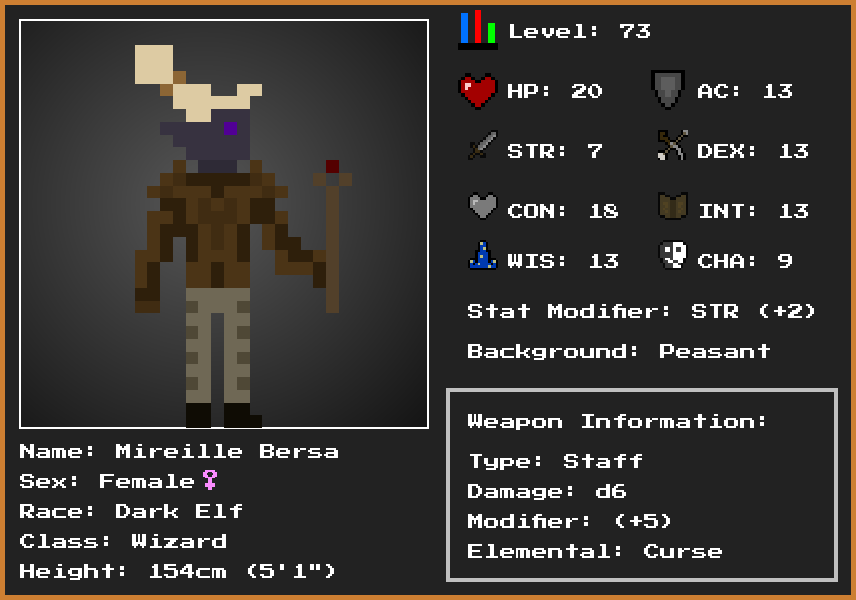 Level: 73
HP: 20
AC: 13
STR: 7
DEX: 13
CON: 18
INT: 13
WIS: 13
CHA: 9
Stat Modifier: STR (+2)
Background: Peasant
Weapon Information:
Type: Staff
Damage: d6
Modifier: (+5)
Elemental: Curse
Name: Mireille Bersa
Sex: Female♀
Race: Dark Elf
Class: Wizard
Height: 154cm (5'1")